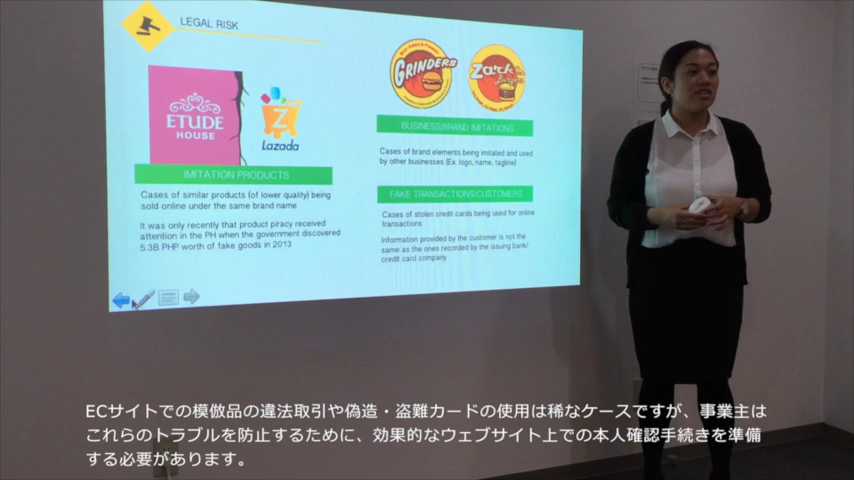 LEGAL RISK
ETUDE
HOUSE
Lazada
IMITATION PRODUCTS
Cases of similar products (of lower quality) being
sold online under the same brand name
It was only recently that product piracy received
attention in the PH when the government discovered
5.3B PHP worth of fake goods in 2013
GRINDERS
Zark's
Burgers
BUSINESS/BRAND IMITATIONS
Cases of brand elements being imitated and used
by other businesses (Ex. logo, name, tagline)
FAKE TRANSACTIONS/CUSTOMERS
Cases of stolen credit cards being used for online
transactions
Information provided by the customer is not the
same as the ones recorded by the issuing bank/
credit card company
ECサイトでの模倣品の違法取引や偽造・盗難カードの使用は稀なケースですが、事業主は
これらのトラブルを防止するために、効果的なウェブサイト上での本人確認手続きを準備
する必要があります。